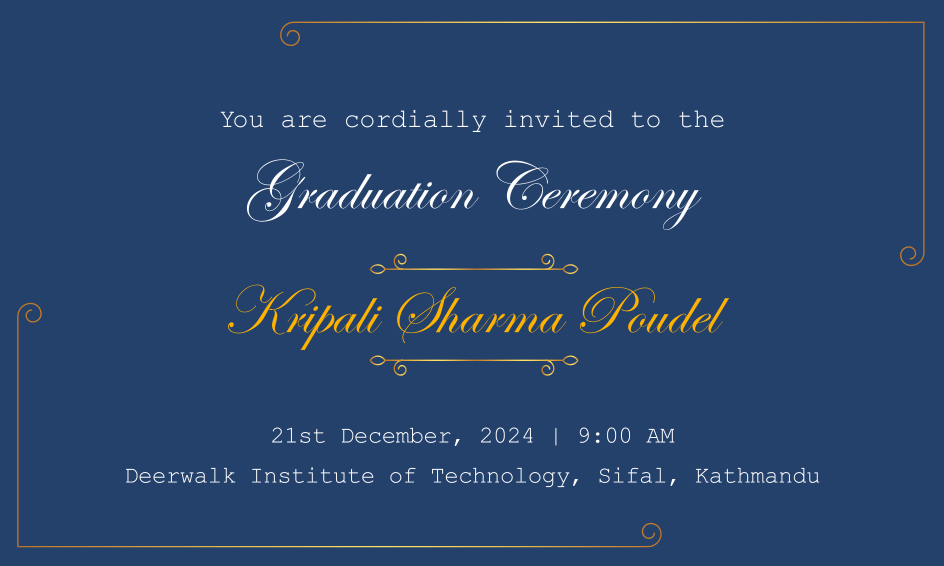 You are cordially invited to the
Graduation Ceremony
Kripali Sharma Poudel
21st December, 2024 | 9:00 AM
Deerwalk Institute of Technology, Sifal, Kathmandu